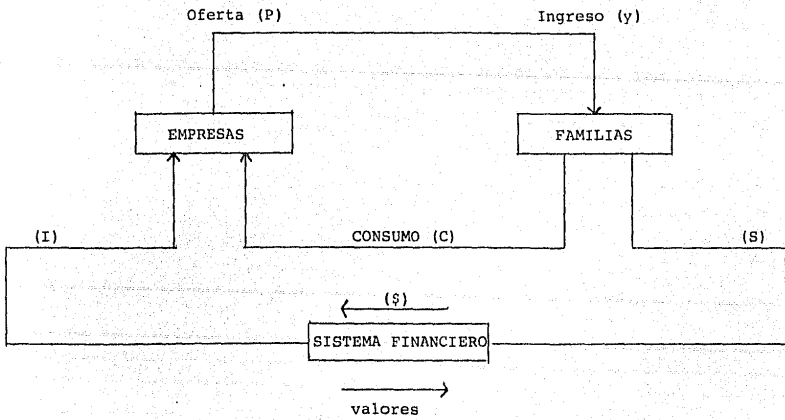 Oferta (P)
Ingreso (y)
EMPRESAS
FAMILIAS
(I)
CONSUMO (C)
(S)
($)
SISTEMA FINANCIERO
valores